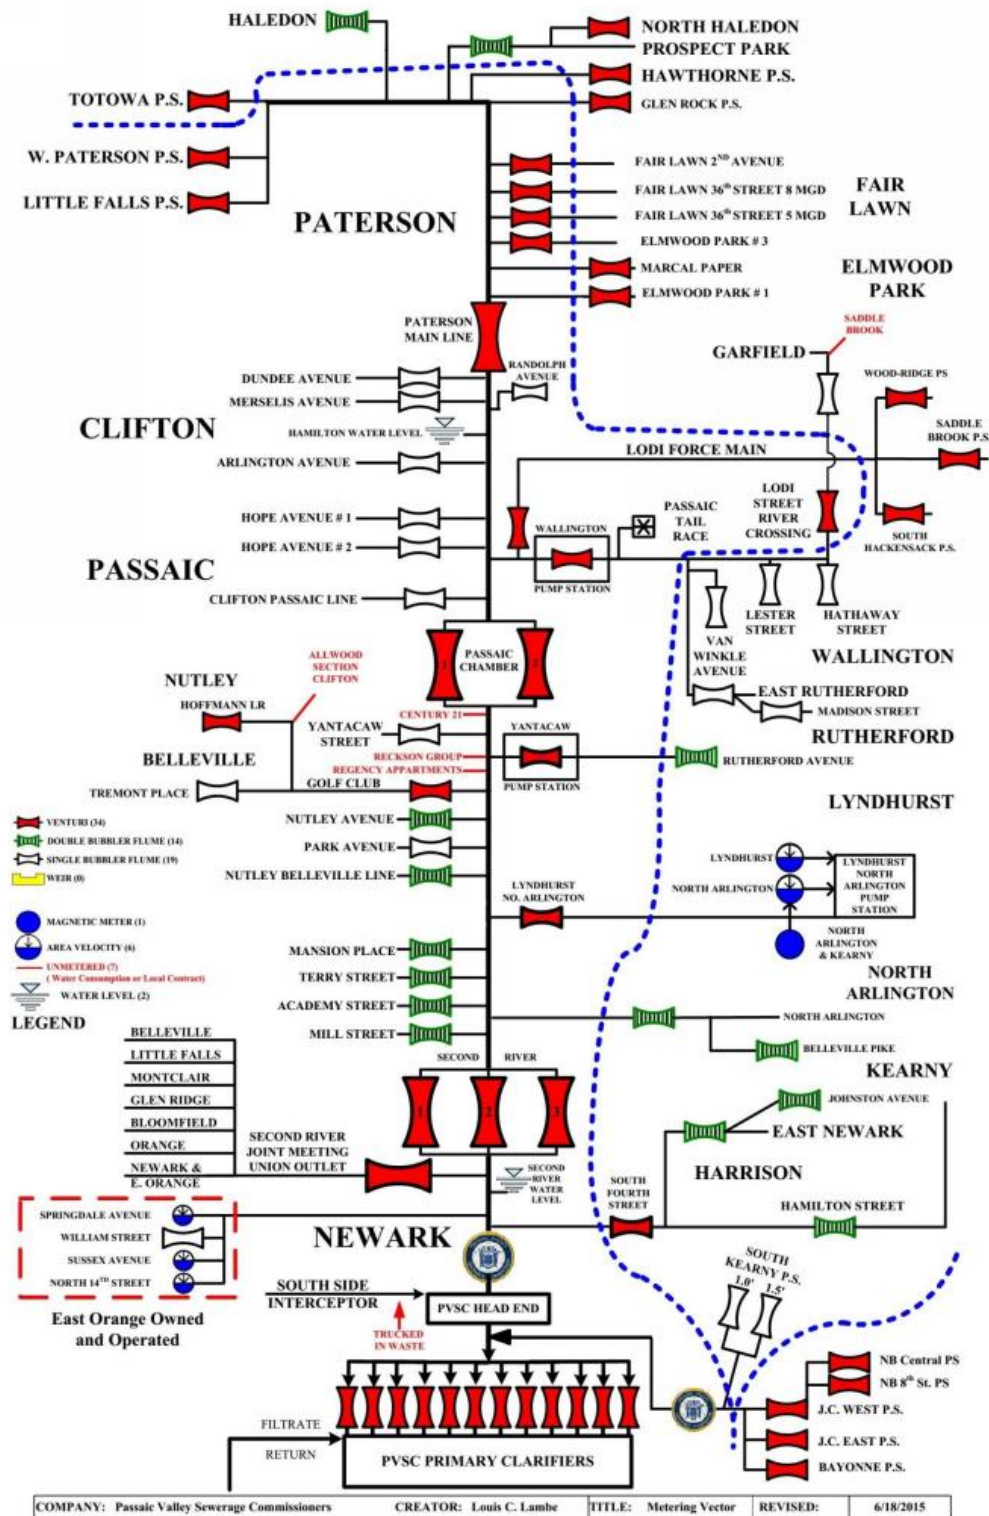 HALEDON
NORTH HALEDON
PROSPECT PARK
HAWTHORNE P.S.
TOTOWA P.S.
GLEN ROCK P.S.
W. PATERSON P.S.
LITTLE FALLS P.S.
PATERSON
FAIR LAWN 2ND AVENUE
FAIR LAWN 36th STREET 8 MGD
FAIR LAWN 36th STREET 5 MGD
ELMWOOD PARK # 3
MARCAL PAPER
ELMWOOD PARK # 1
FAIR
LAWN
ELMWOOD
PARK
PATERSON
MAIN LINE
SADDLE
BROOK
GARFIELD
RANDOLPH
AVENUE
DUNDEE AVENUE
MERSELIS AVENUE
WOOD-RIDGE PS
CLIFTON
HAMILTON WATER LEVEL
SADDLE
BROOK P.S.
ARLINGTON AVENUE
LODI FORCE MAIN
LODI
STREET
RIVER
CROSSING
HOPE AVENUE # 1
HOPE AVENUE # 2
WALLINGTON
PUMP STATION
PASSAIC
TAIL
RACE
SOUTH
HACKENSACK P.S.
PASSAIC
CLIFTON PASSAIC LINE
LESTER
STREET
HATHAWAY
STREET
VAN
WINKLE
AVENUE
WALLINGTON
1
PASSAIC
CHAMBER
2
ALLWOOD
SECTION
CLIFTON
NUTLEY
HOFFMANN LR
EAST RUTHERFORD
MADISON STREET
CENTURY 21
YANTACAW
STREET
YANTACAW
PUMP STATION
RUTHERFORD
RUTHERFORD AVENUE
BELLEVILLE
RECKSON GROUP
REGENCY APPARTMENTS
TREMONT PLACE
GOLF CLUB
LYNDHURST
NUTLEY AVENUE
PARK AVENUE
NUTLEY BELLEVILLE LINE
VENTURI (34)
DOUBLE BUBBLER FLUME (14)
SINGLE BUBBLER FLUME (19)
WEIR (0)
MAGNETIC METER (1)
AREA VELOCITY (6)
UNMETERED (7)
( Water Consumption or Local Contract)
WATER LEVEL (2)
LEGEND
LYNDHURST
NORTH ARLINGTON
LYNDHURST
NORTH
ARLINGTON
PUMP
STATION
LYNDHURST
NO. ARLINGTON
NORTH
ARLINGTON
& KEARNY
MANSION PLACE
TERRY STREET
ACADEMY STREET
MILL STREET
NORTH
ARLINGTON
NORTH ARLINGTON
BELLEVILLE PIKE
KEARNY
BELLEVILLE
LITTLE FALLS
MONTCLAIR
GLEN RIDGE
BLOOMFIELD
ORANGE
NEWARK &
E. ORANGE
SECOND RIVER
1
2
3
JOHNSTON AVENUE
EAST NEWARK
HARRISON
SECOND RIVER
JOINT MEETING
UNION OUTLET
SECOND
RIVER
WATER
LEVEL
SOUTH
FOURTH
STREET
HAMILTON STREET
SPRINGDALE AVENUE
WILLIAM STREET
SUSSEX AVENUE
NORTH 14TH STREET
East Orange Owned
and Operated
NEWARK
SOUTH SIDE
INTERCEPTOR
TRUCKED
IN WASTE
PVSC HEAD END
SOUTH
KEARNY P.S.
1.0'
1.5'
NB Central PS
NB 8th St. PS
J.C. WEST P.S.
J.C. EAST P.S.
BAYONNE P.S.
FILTRATE
RETURN
PVSC PRIMARY CLARIFIERS
COMPANY: Passaic Valley Sewerage Commissioners CREATOR: Louis C. Lambe TITLE: Metering Vector REVISED: 6/18/2015